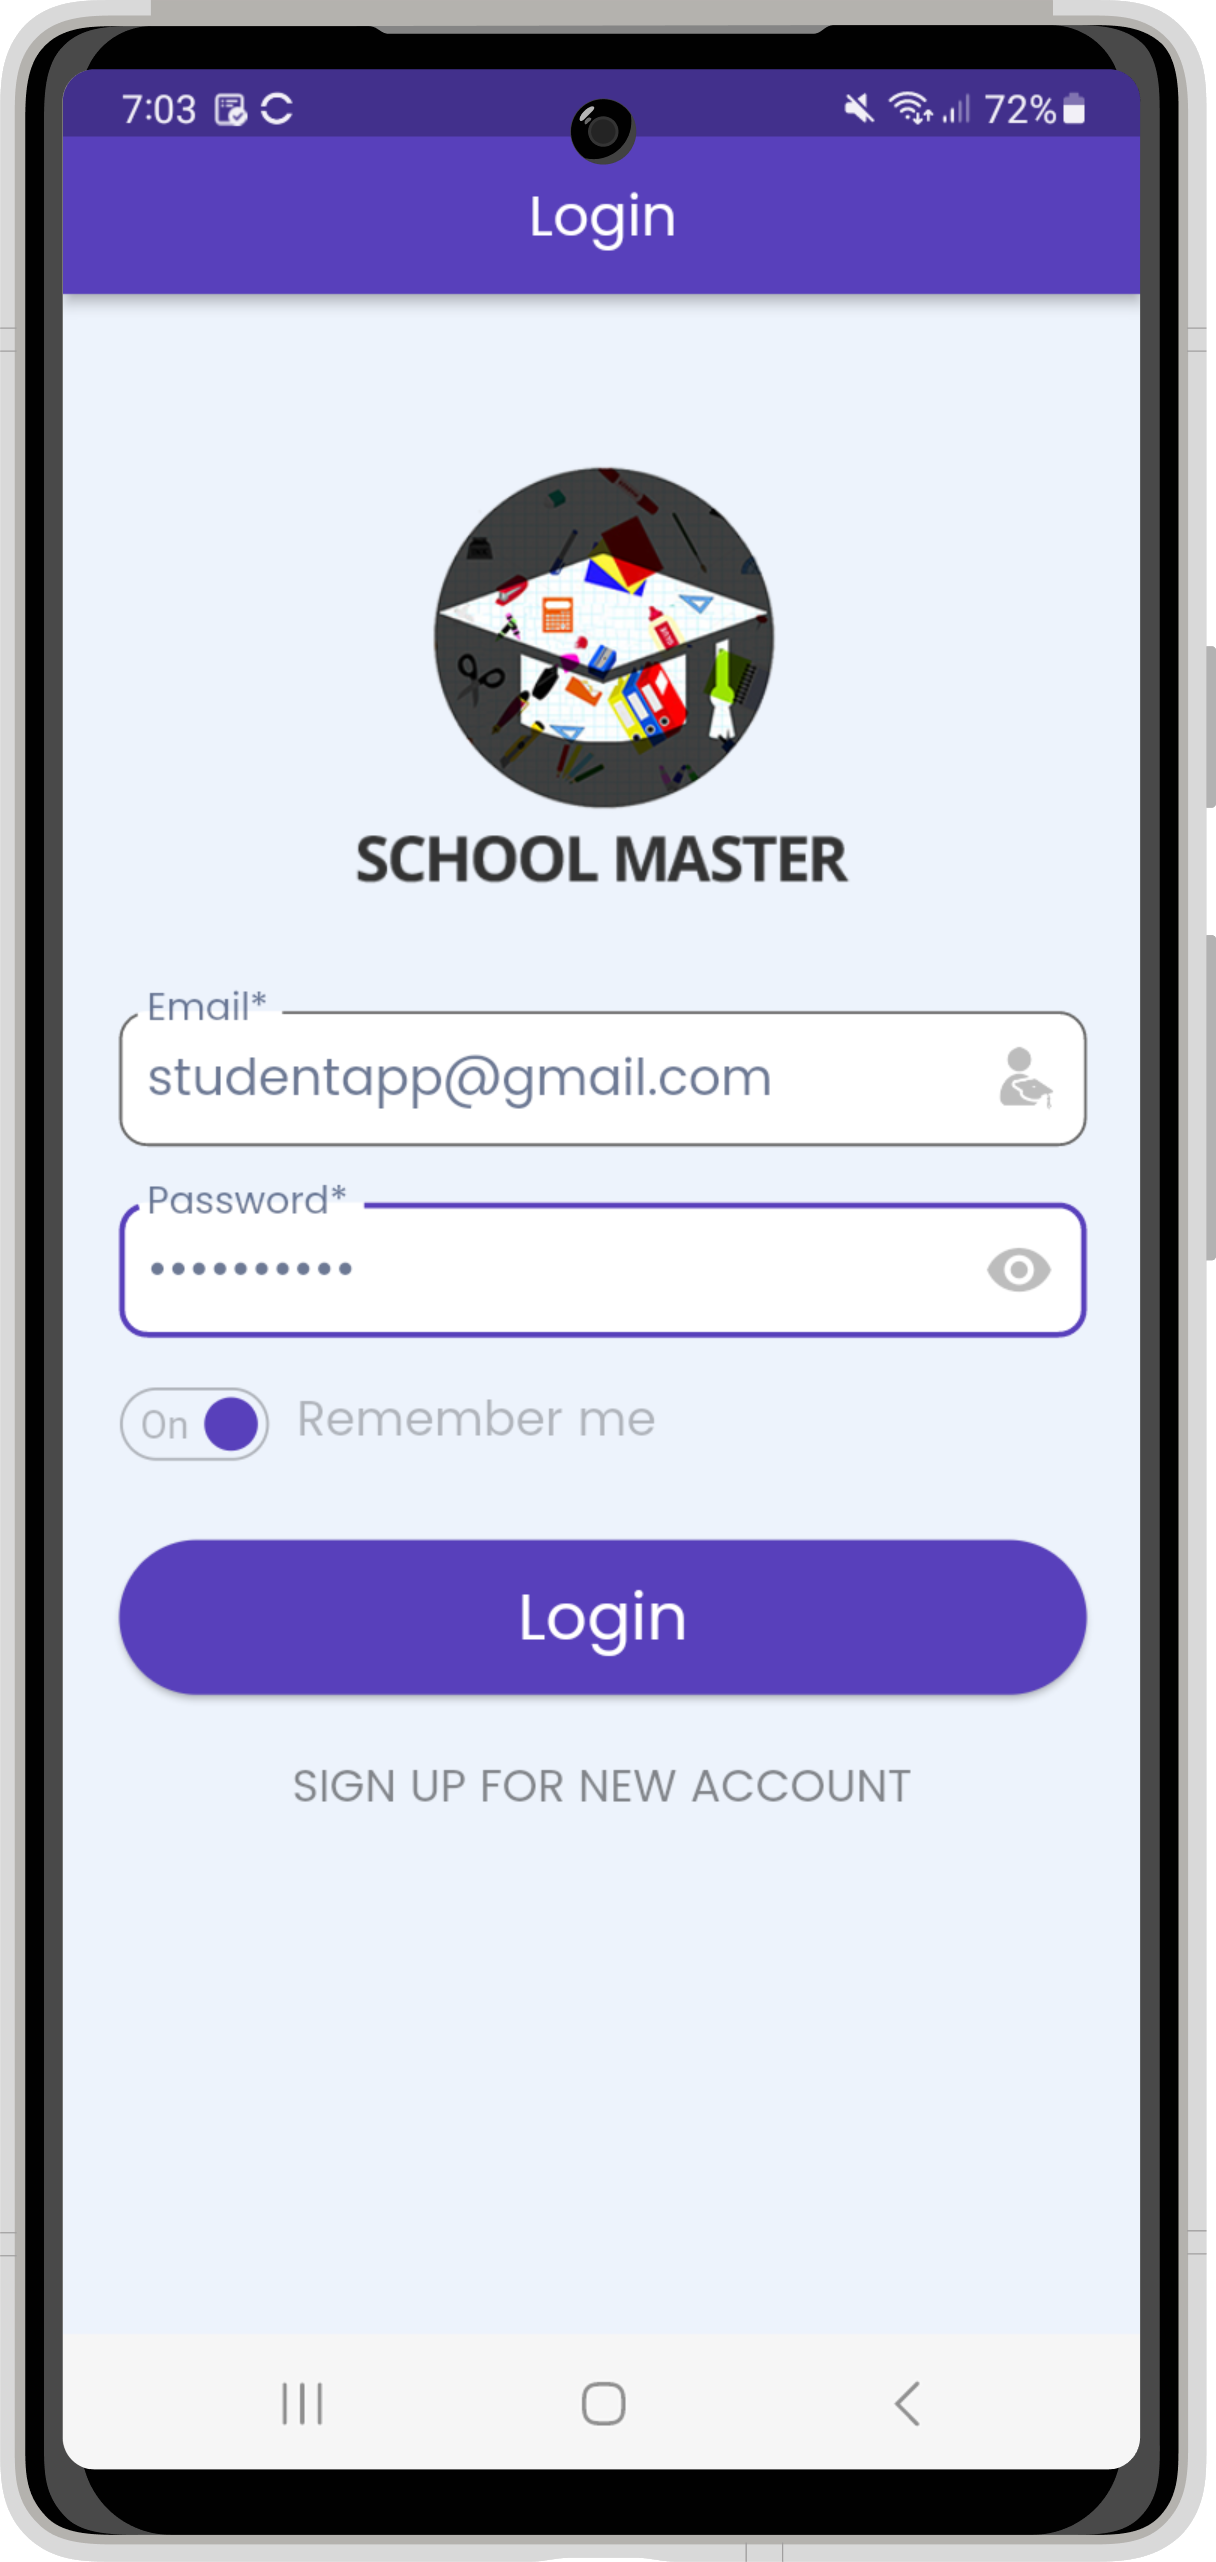 7:03 72%
Login
SCHOOL MASTER
Email*
studentapp@gmail.com
Password*
••••••••••
On Remember me
Login
SIGN UP FOR NEW ACCOUNT